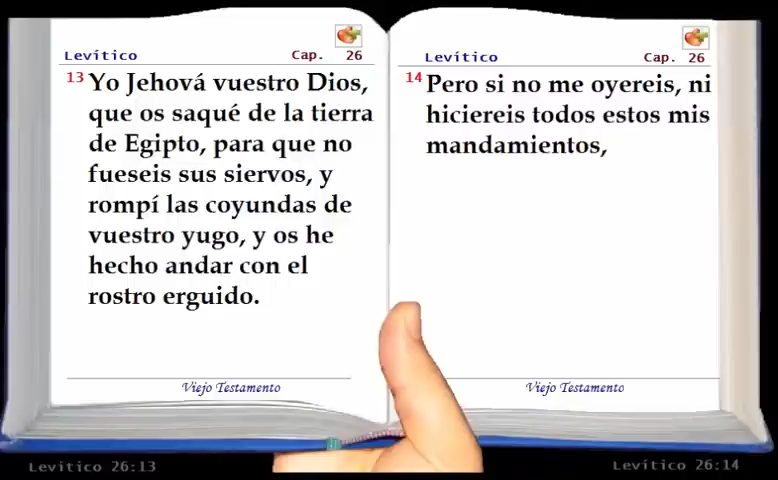 Levítico Cap. 26
13 Yo Jehová vuestro Dios,
que os saqué de la tierra
de Egipto, para que no
fueseis sus siervos, y
rompí las coyundas de
vuestro yugo, y os he
hecho andar con el
rostro erguido.
Viejo Testamento
Levítico 26:13
Levítico Cap. 26
14 Pero si no me oyereis, ni
hiciereis todos estos mis
mandamientos,
Viejo Testamento
Levítico 26:14